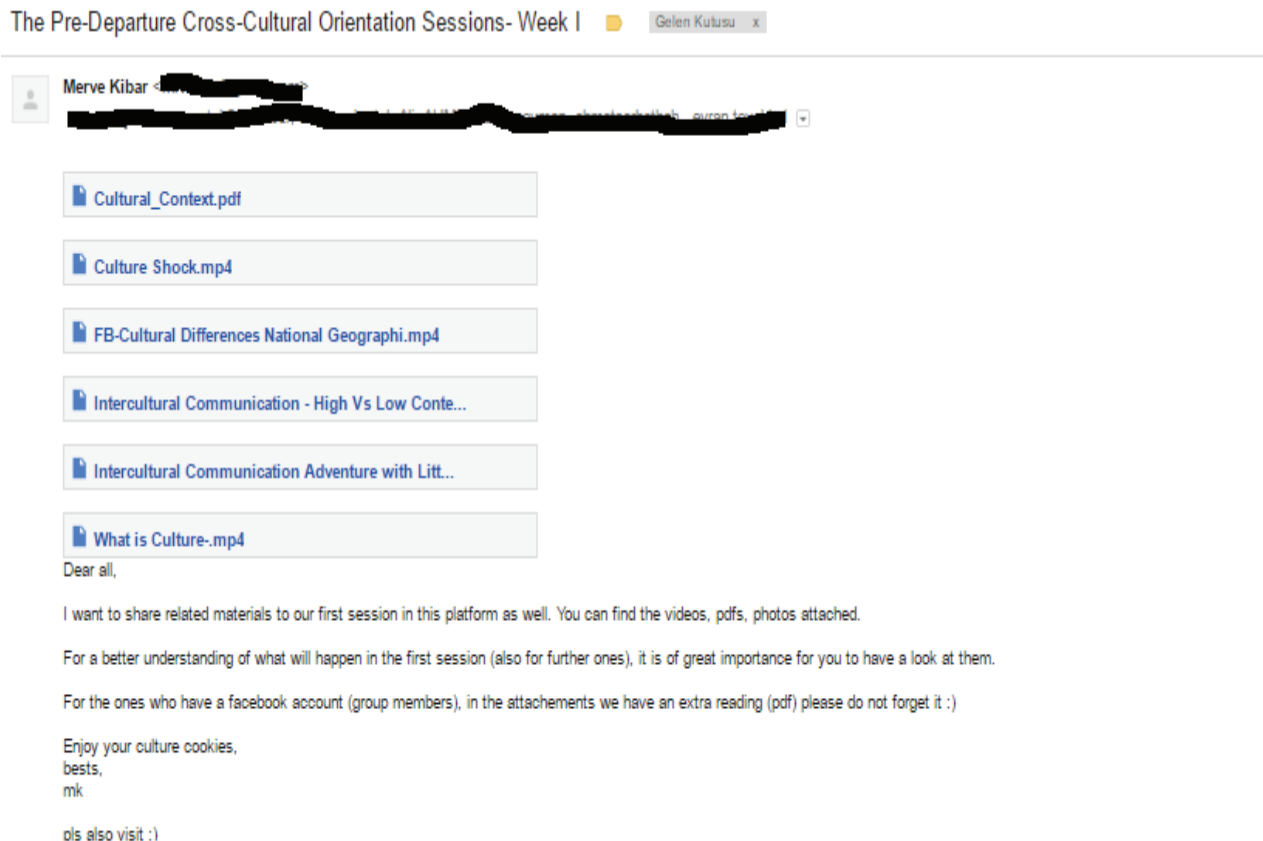 The Pre-Departure Cross-Cultural Orientation Sessions- Week I Gelen Kutusu x
Merve Kibar <
Cultural_Context.pdf
Culture Shock.mp4
FB-Cultural Differences National Geographi.mp4
Intercultural Communication - High Vs Low Conte...
Intercultural Communication Adventure with Litt...
What is Culture-.mp4
Dear all,
I want to share related materials to our first session in this platform as well. You can find the videos, pdfs, photos attached.
For a better understanding of what will happen in the first session (also for further ones), it is of great importance for you to have a look at them.
For the ones who have a facebook account (group members), in the attachements we have an extra reading (pdf) please do not forget it :)
Enjoy your culture cookies,
bests,
mk
pls also visit :)